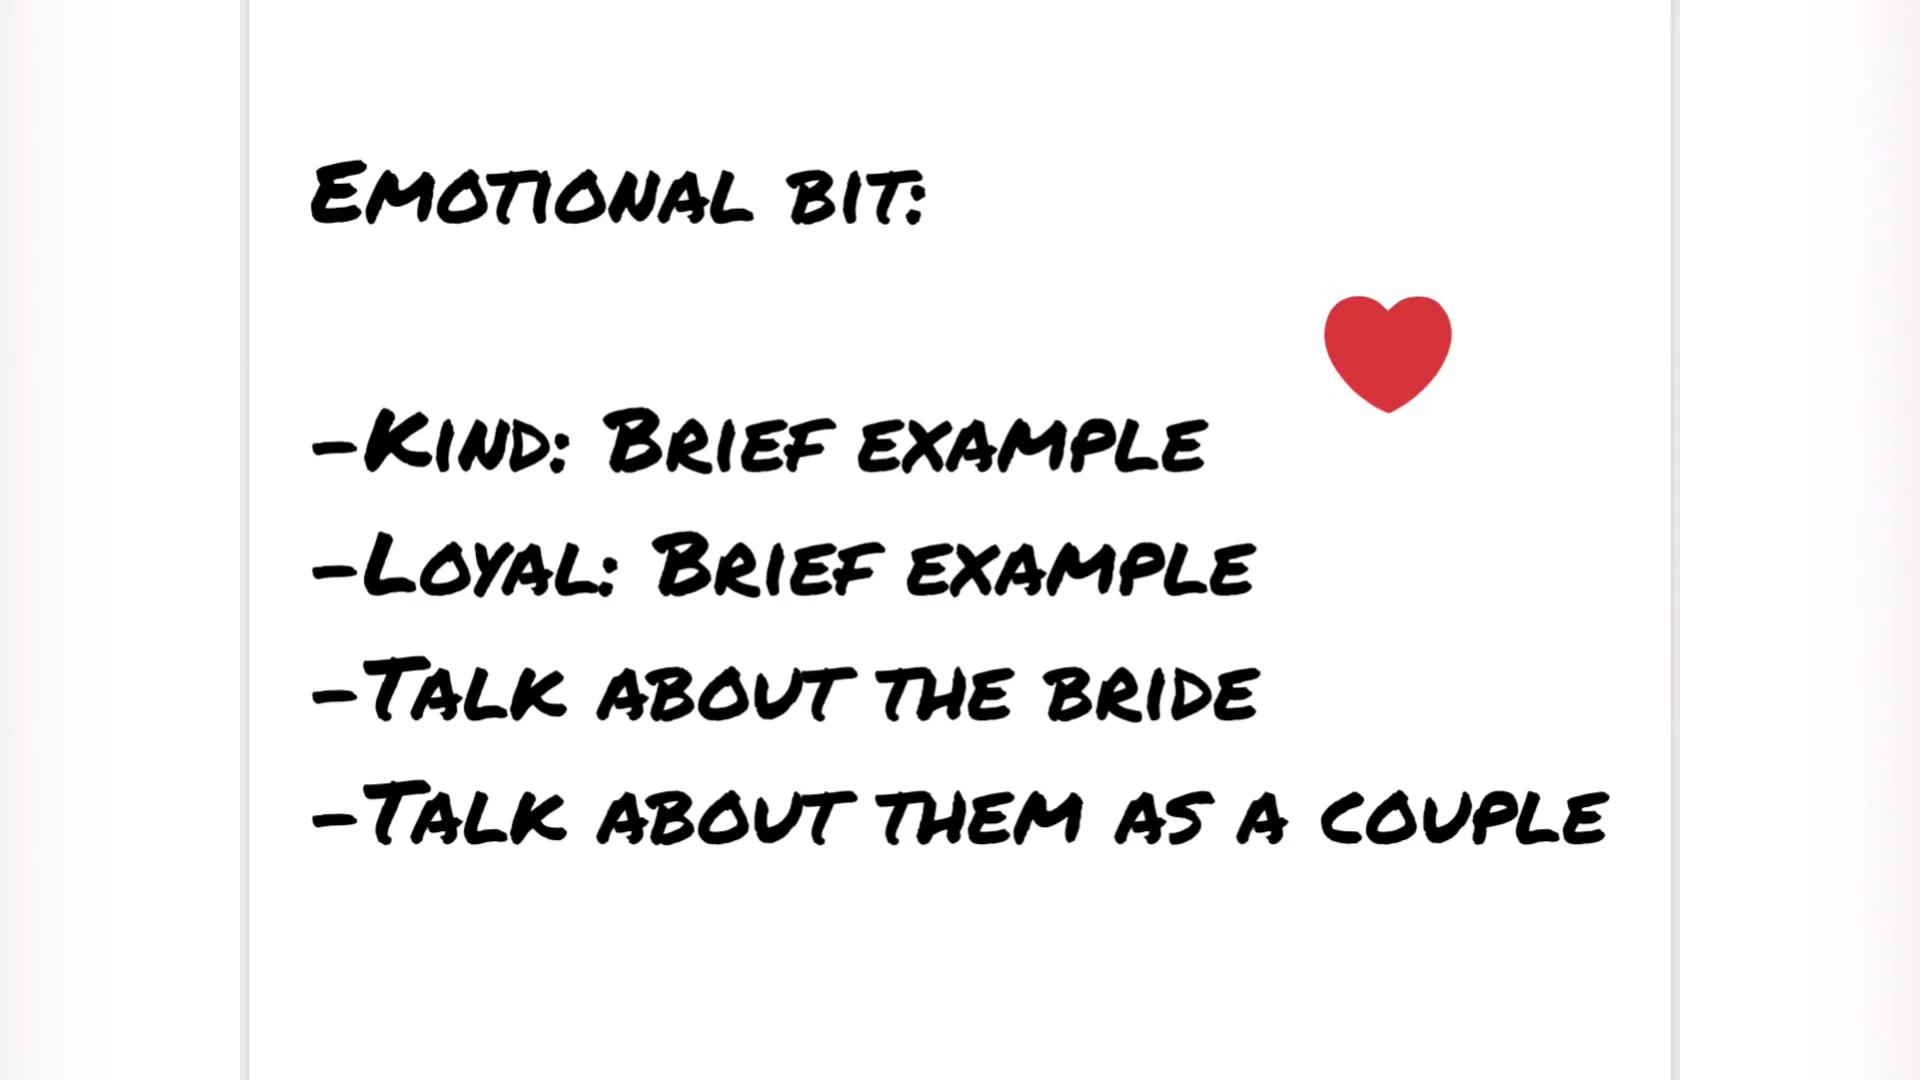 Emotional bit:
-Kind: Brief example
-Loyal: Brief example
-Talk about the bride
-Talk about them as a couple